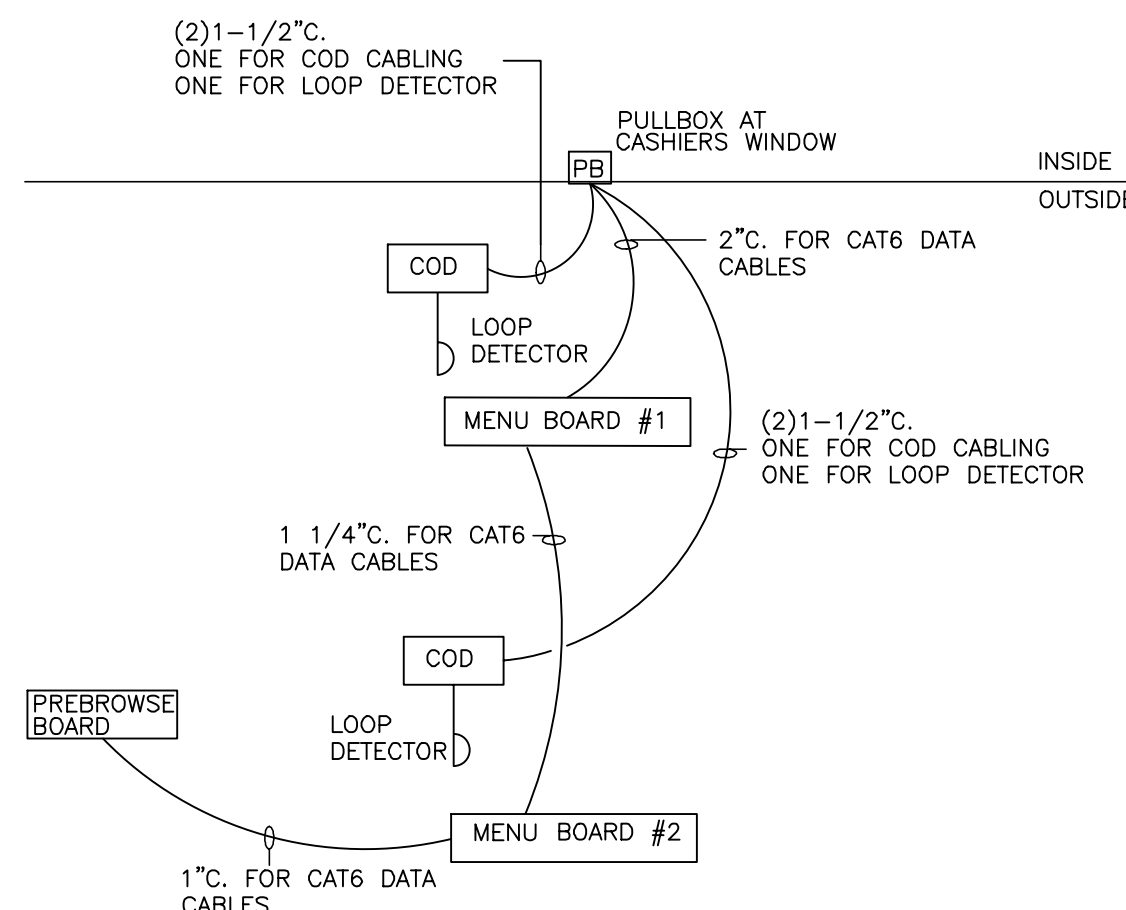 (2)1-1/2"C.
ONE FOR COD CABLING
ONE FOR LOOP DETECTOR
PULLBOX AT
CASHIERS WINDOW
PB
INSIDE
OUTSIDE
2"C. FOR CAT6 DATA
CABLES
COD
LOOP
DETECTOR
MENU BOARD #1
(2)1-1/2"C.
ONE FOR COD CABLING
ONE FOR LOOP DETECTOR
1 1/4"C. FOR CAT6
DATA CABLES
COD
PREBROWSE
BOARD
LOOP
DETECTOR
MENU BOARD #2
1"C. FOR CAT6 DATA
CABLES